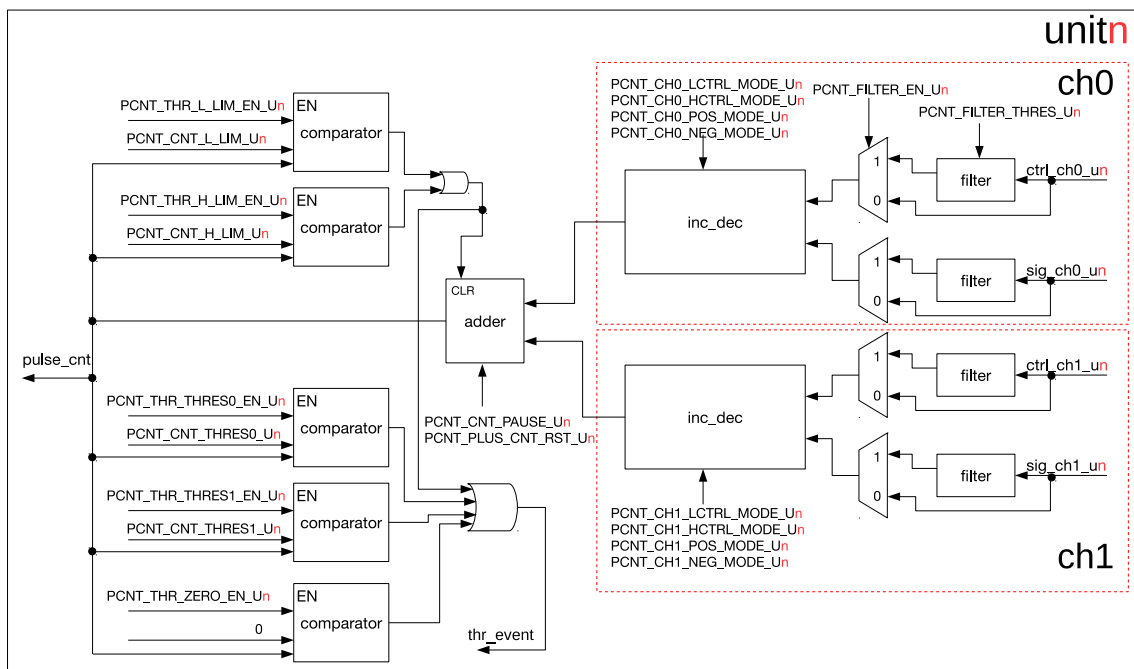 unitn
ch0
PCNT_CH0_LCTRL_MODE_Un
PCNT_CH0_HCTRL_MODE_Un
PCNT_CH0_POS_MODE_Un
PCNT_CH0_NEG_MODE_Un
PCNT_FILTER_EN_Un
PCNT_FILTER_THRES_Un
PCNT_THR_L_LIM_EN_Un
PCNT_CNT_L_LIM_Un
EN
comparator
PCNT_THR_H_LIM_EN_Un
PCNT_CNT_H_LIM_Un
EN
comparator
inc_dec
1
0
filter
ctrl_ch0_un
1
0
filter
sig_ch0_un
CLR
adder
pulse_cnt
PCNT_CNT_PAUSE_Un
PCNT_PLUS_CNT_RST_Un
inc_dec
1
0
filter
ctrl_ch1_un
1
0
filter
sig_ch1_un
PCNT_THR_THRES0_EN_Un
PCNT_CNT_THRES0_Un
EN
comparator
PCNT_THR_THRES1_EN_Un
PCNT_CNT_THRES1_Un
EN
comparator
PCNT_CH1_LCTRL_MODE_Un
PCNT_CH1_HCTRL_MODE_Un
PCNT_CH1_POS_MODE_Un
PCNT_CH1_NEG_MODE_Un
ch1
PCNT_THR_ZERO_EN_Un
0
EN
comparator
thr_event